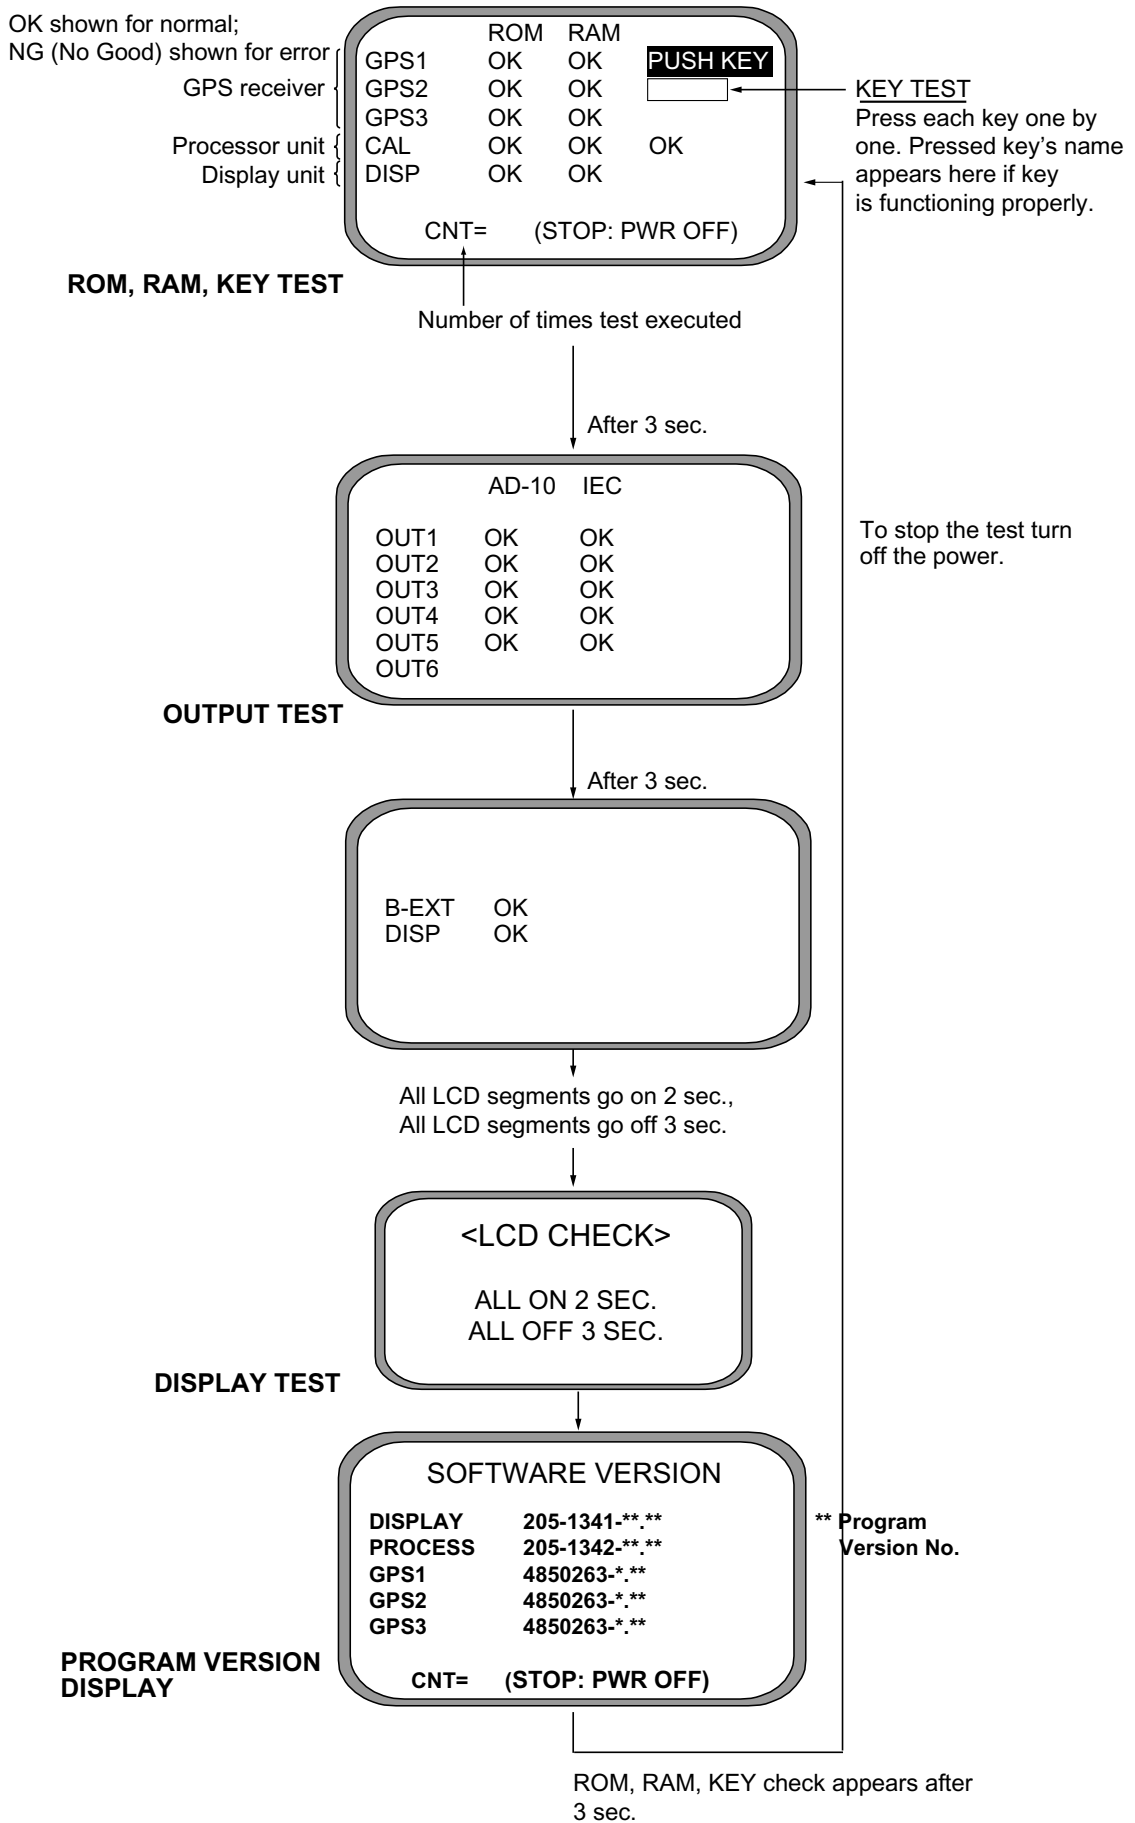 OK shown for normal;
NG (No Good) shown for error
ROM RAM
GPS1 OK OK PUSH KEY
GPS receiver { GPS2 OK OK
GPS3 OK OK
Processor unit { CAL OK OK OK
Display unit { DISP OK OK
CNT= (STOP: PWR OFF)
KEY TEST
Press each key one by
one. Pressed key's name
appears here if key
is functioning properly.
ROM, RAM, KEY TEST
Number of times test executed
After 3 sec.
AD-10 IEC
OUT1 OK OK
OUT2 OK OK
OUT3 OK OK
OUT4 OK OK
OUT5 OK OK
OUT6
To stop the test turn
off the power.
OUTPUT TEST
After 3 sec.
B-EXT OK
DISP OK
All LCD segments go on 2 sec.,
All LCD segments go off 3 sec.
<LCD CHECK>
ALL ON 2 SEC.
ALL OFF 3 SEC.
DISPLAY TEST
SOFTWARE VERSION
DISPLAY 205-1341-**.**
PROCESS 205-1342-**.**
GPS1 4850263-*.**
GPS2 4850263-*.**
GPS3 4850263-*.**
CNT= (STOP: PWR OFF)
** Program
Version No.
PROGRAM VERSION
DISPLAY
ROM, RAM, KEY check appears after
3 sec.